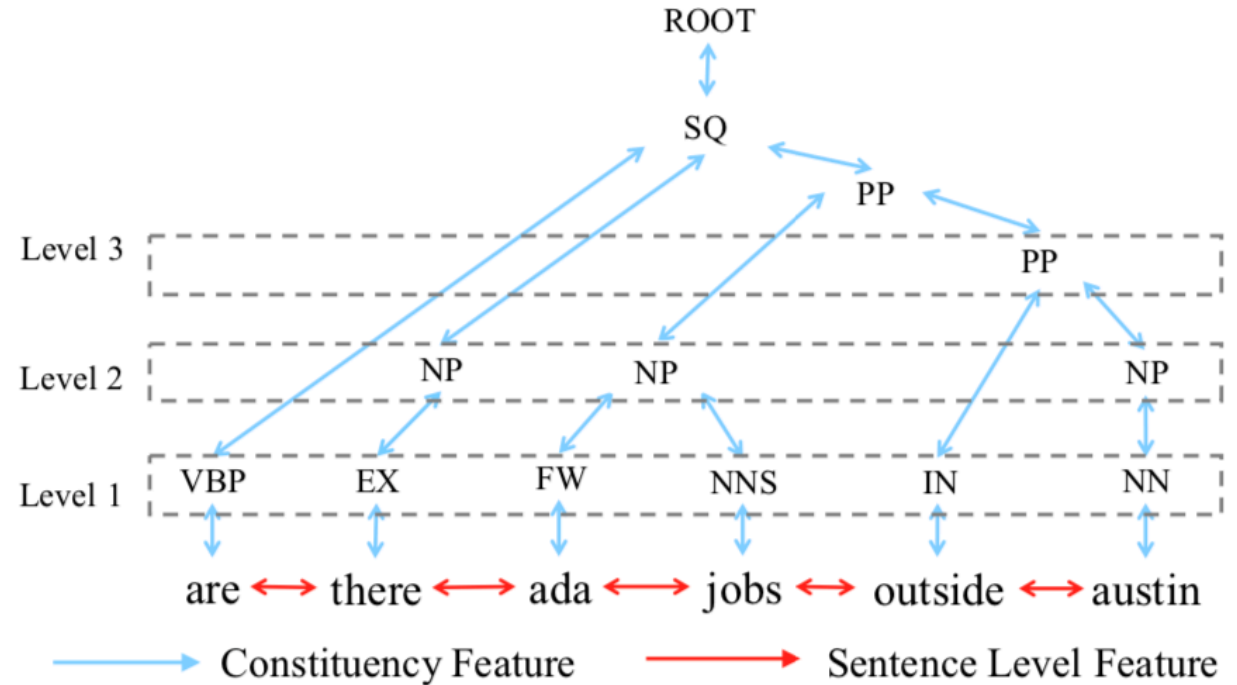 ROOT
SQ
PP
Level 3
PP
Level 2 NP NP NP
Level 1 VBP EX FW NNS IN NN
are there ada jobs outside austin
Constituency Feature Sentence Level Feature